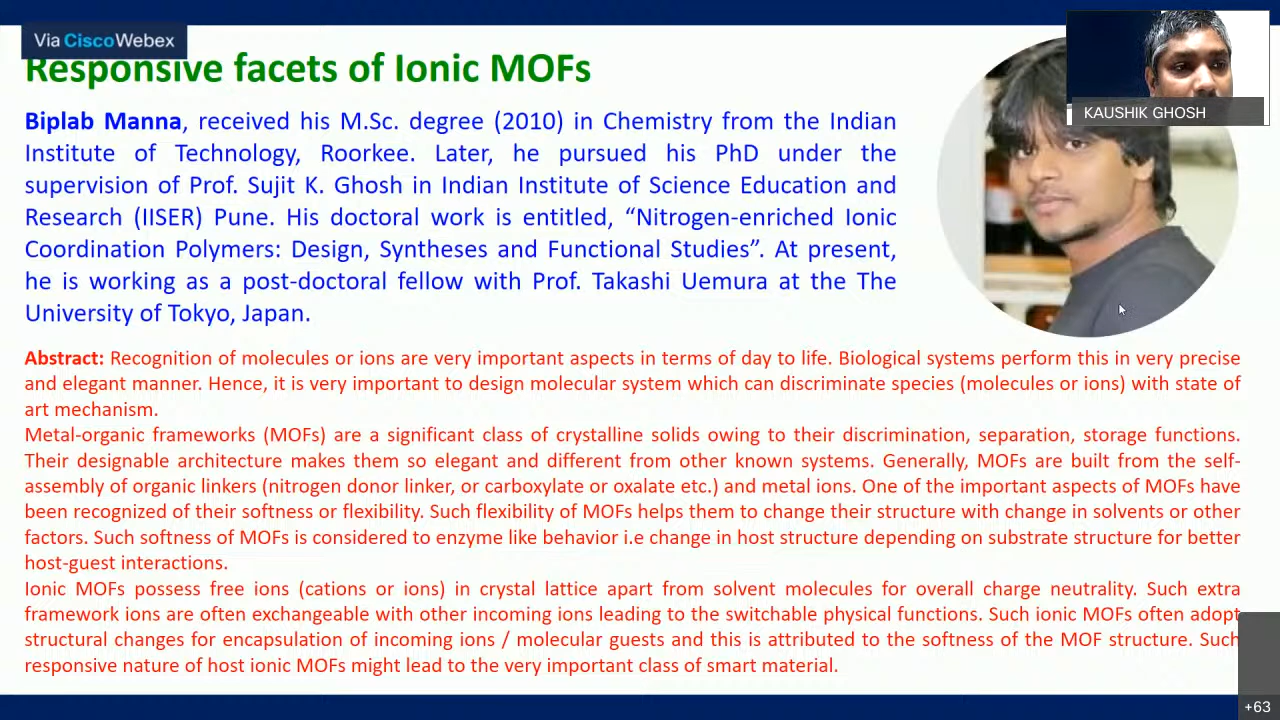 Via CiscoWebex
Responsive facets of Ionic MOFs
KAUSHIK GHOSH
Biplab Manna, received his M.Sc. degree (2010) in Chemistry from the Indian
Institute of Technology, Roorkee. Later, he pursued his PhD under the
supervision of Prof. Sujit K. Ghosh in Indian Institute of Science Education and
Research (IISER) Pune. His doctoral work is entitled, “Nitrogen-enriched Ionic
Coordination Polymers: Design, Syntheses and Functional Studies”. At present,
he is working as a post-doctoral fellow with Prof. Takashi Uemura at the The
University of Tokyo, Japan.
Abstract: Recognition of molecules or ions are very important aspects in terms of day to life. Biological systems perform this in very precise
and elegant manner. Hence, it is very important to design molecular system which can discriminate species (molecules or ions) with state of
art mechanism.
Metal-organic frameworks (MOFs) are a significant class of crystalline solids owing to their discrimination, separation, storage functions.
Their designable architecture makes them so elegant and different from other known systems. Generally, MOFs are built from the self-
assembly of organic linkers (nitrogen donor linker, or carboxylate or oxalate etc.) and metal ions. One of the important aspects of MOFs have
been recognized of their softness or flexibility. Such flexibility of MOFs helps them to change their structure with change in solvents or other
factors. Such softness of MOFs is considered to enzyme like behavior i.e change in host structure depending on substrate structure for better
host-guest interactions.
Ionic MOFs possess free ions (cations or ions) in crystal lattice apart from solvent molecules for overall charge neutrality. Such extra
framework ions are often exchangeable with other incoming ions leading to the switchable physical functions. Such ionic MOFs often adopt
structural changes for encapsulation of incoming ions / molecular guests and this is attributed to the softness of the MOF structure. Such
responsive nature of host ionic MOFs might lead to the very important class of smart material.
+63